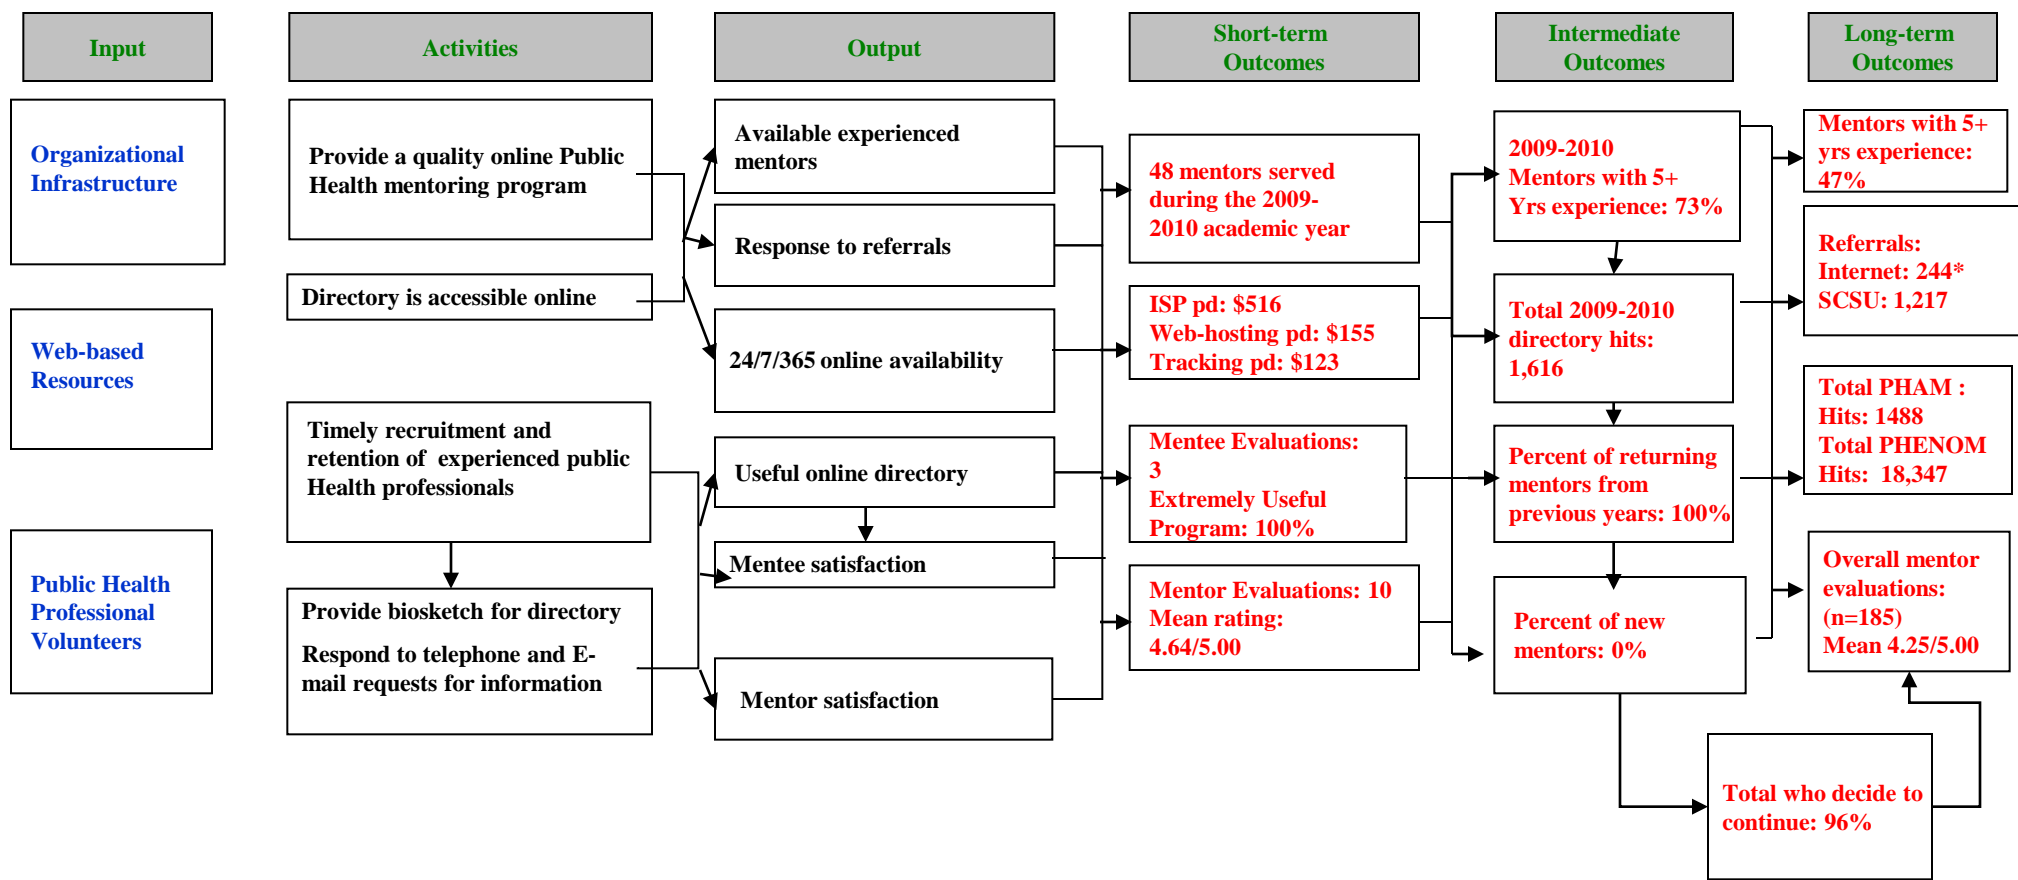 Input
Activities
Output
Short-term
Outcomes
Intermediate
Outcomes
Long-term
Outcomes
Organizational
Infrastructure
Web-based
Resources
Public Health
Professional
Volunteers
Provide a quality online Public
Health mentoring program
Directory is accessible online
Timely recruitment and
retention of experienced public
Health professionals
Provide biosketch for directory
Respond to telephone and E-
mail requests for information
Available experienced
mentors
Response to referrals
24/7/365 online availability
Useful online directory
Mentee satisfaction
Mentor satisfaction
48 mentors served
during the 2009-
2010 academic year
ISP pd: $516
Web-hosting pd: $155
Tracking pd: $123
Mentee Evaluations:
3
Extremely Useful
Program: 100%
Mentor Evaluations: 10
Mean rating:
4.64/5.00
2009-2010
Mentors with 5+
Yrs experience: 73%
Total 2009-2010
directory hits:
1,616
Percent of returning
mentors from
previous years: 100%
Percent of new
mentors: 0%
Mentors with 5+
yrs experience:
47%
Referrals:
Internet: 244*
SCSU: 1,217
Total PHAM :
Hits: 1488
Total PHENOM
Hits: 18,347
Overall mentor
evaluations:
(n=185)
Mean 4.25/5.00
Total who decide to
continue: 96%